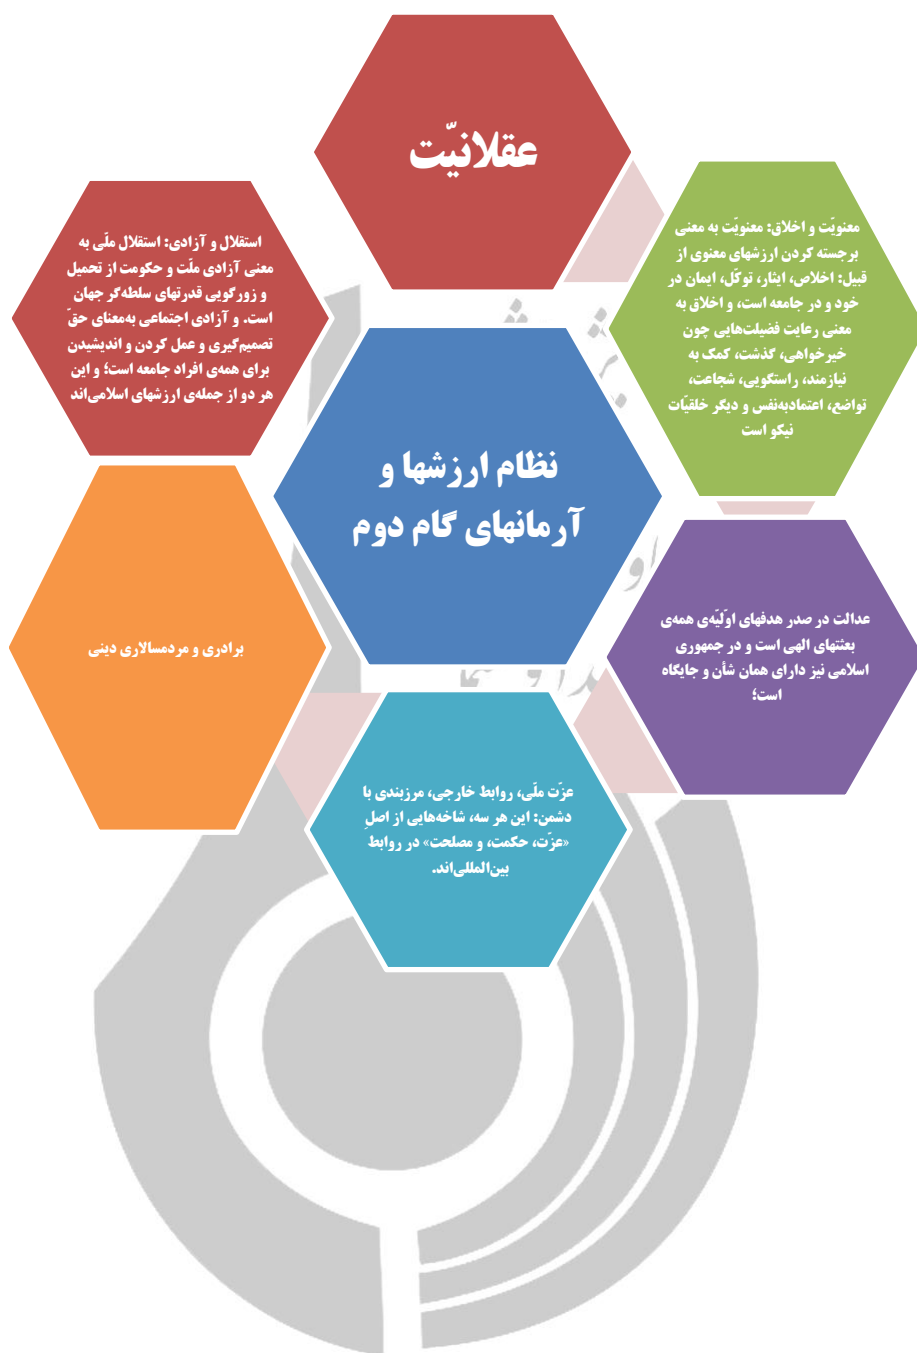 عقلانیّت
معنویّت و اخلاق: معنویّت به معنی
برجسته کردن ارزشهای معنوی از
قبیل: اخلاص، ایثار، توکّل، ایمان در
خود و در جامعه است، و اخلاق به
معنی رعایت فضیلت‌هایی چون
خیرخواهی، گذشت، کمک به
نیازمند، راستگویی، شجاعت،
تواضع، اعتمادبه‌نفس و دیگر خلقیّات
نیکو است
استقلال و آزادی: استقلال ملّی به
معنی آزادی ملّت و حکومت از تحمیل
و زورگویی قدرتهای سلطه‌گر جهان
است. و آزادی اجتماعی به‌معنای حقّ
تصمیم‌گیری و عمل کردن و اندیشیدن
برای همه‌ی افراد جامعه است؛ و این
هر دو از جمله‌ی ارزشهای اسلامی‌اند
نظام ارزشها و
آرمانهای گام دوم
عدالت در صدر هدفهای اوّلیّه‌ی همه‌ی
بعثتهای الهی است و در جمهوری
اسلامی نیز دارای همان شأن و جایگاه
است؛
برادری و مردمسالاری دینی
عزّت ملّی، روابط خارجی، مرزبندی با
دشمن: این هر سه، شاخه‌هایی از اصلِ
«عزّت، حکمت، و مصلحت» در روابط
بین‌المللی‌اند.